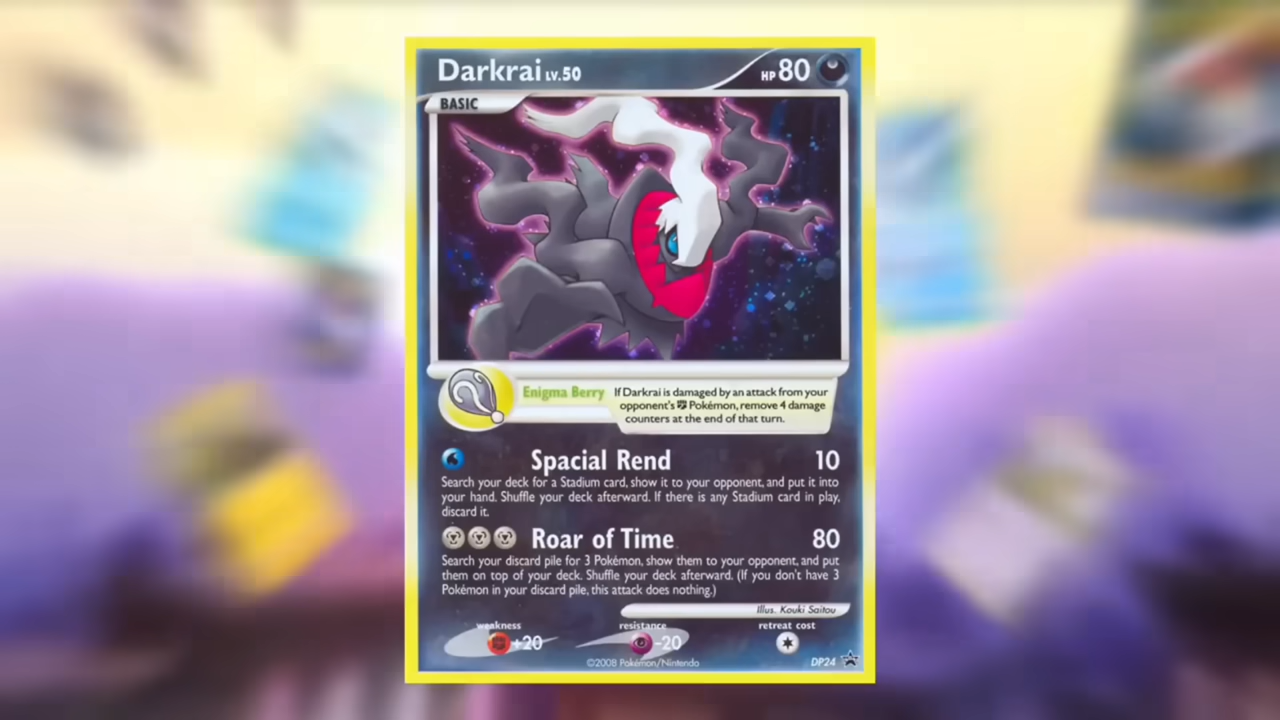 Darkrai LV.50
HP 80
BASIC
Enigma Berry
If Darkrai is damaged by an attack from your
opponent's Pokémon, remove 4 damage
counters at the end of that turn.
Spacial Rend 10
Search your deck for a Stadium card, show it to your opponent, and put it into
your hand. Shuffle your deck afterward. If there is any Stadium card in play,
discard it.
Roar of Time 80
Search your discard pile for 3 Pokémon, show them to your opponent, and put
them on top of your deck. Shuffle your deck afterward. (If you don't have 3
Pokémon in your discard pile, this attack does nothing.)
Illus. Kouki Saitou
weakness resistance retreat cost
+20 -20
©2008 Pokémon/Nintendo DP24